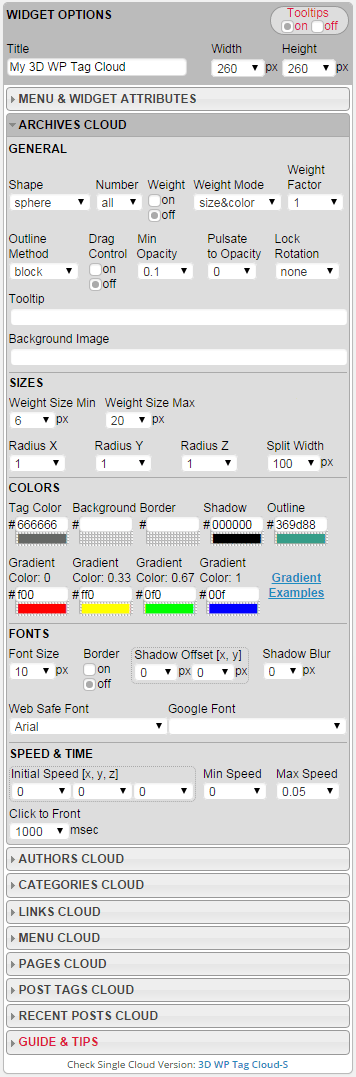 WIDGET OPTIONS
Tooltips
on off
Title Width Height
My 3D WP Tag Cloud 260 px 260 px
MENU & WIDGET ATTRIBUTES
ARCHIVES CLOUD
GENERAL
Shape Number Weight Weight Mode Weight Factor
sphere all on off size&color 1
Outline Method Drag Control Min Opacity Pulsate to Opacity Lock Rotation
block on off 0.1 0 none
Tooltip
Background Image
SIZES
Weight Size Min Weight Size Max
6 px 20 px
Radius X Radius Y Radius Z Split Width
1 1 1 100 px
COLORS
Tag Color Background Border Shadow Outline
#666666 # # #000000 #369d88
Gradient Color: 0 Gradient Color: 0.33 Gradient Color: 0.67 Gradient Color: 1 Gradient Examples
#f00 #ff0 #0f0 #00f
FONTS
Font Size Border Shadow Offset [x, y] Shadow Blur
10 px on off 0 px 0 px 0 px
Web Safe Font Google Font
Arial
SPEED & TIME
Initial Speed [x, y, z] Min Speed Max Speed
0 0 0 0 0.05
Click to Front
1000 msec
AUTHORS CLOUD
CATEGORIES CLOUD
LINKS CLOUD
MENU CLOUD
PAGES CLOUD
POST TAGS CLOUD
RECENT POSTS CLOUD
GUIDE & TIPS
Check Single Cloud Version: 3D WP Tag Cloud-S